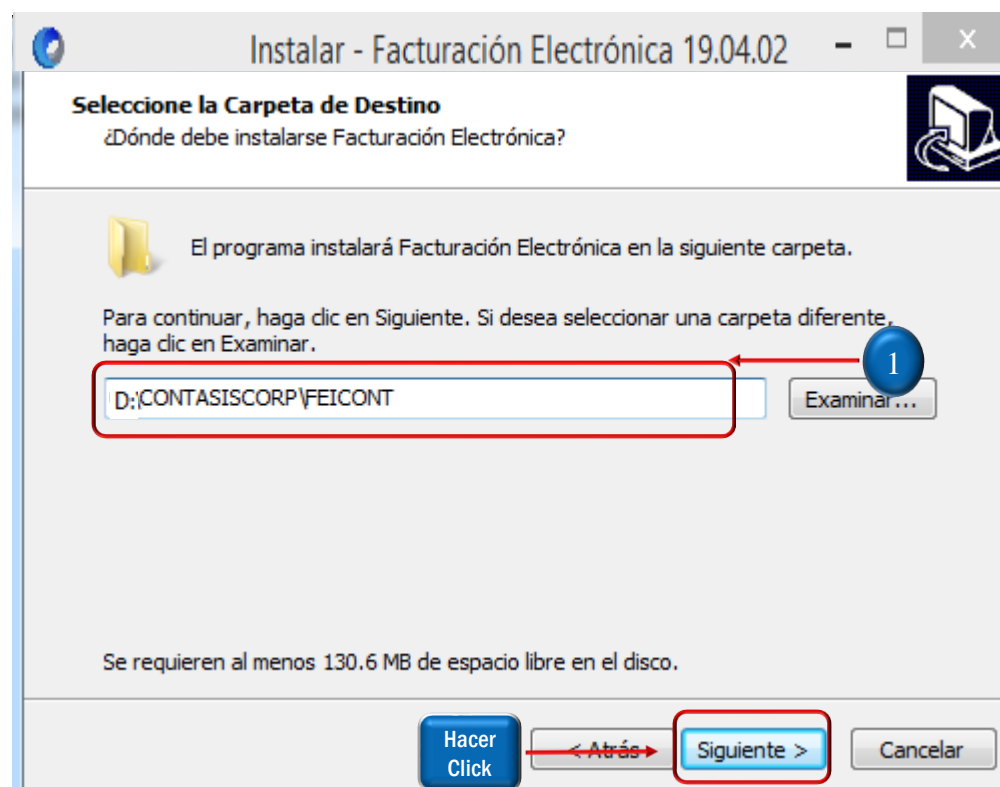 Instalar - Facturación Electrónica 19.04.02
Seleccione la Carpeta de Destino
¿Dónde debe instalarse Facturación Electrónica?
El programa instalará Facturación Electrónica en la siguiente carpeta.
Para continuar, haga clic en Siguiente. Si desea seleccionar una carpeta diferente,
haga clic en Examinar.
1
D:\CONTASISCORP\FEICONT
Examinar...
Se requieren al menos 130.6 MB de espacio libre en el disco.
Hacer
Click
< Atrás
Siguiente >
Cancelar